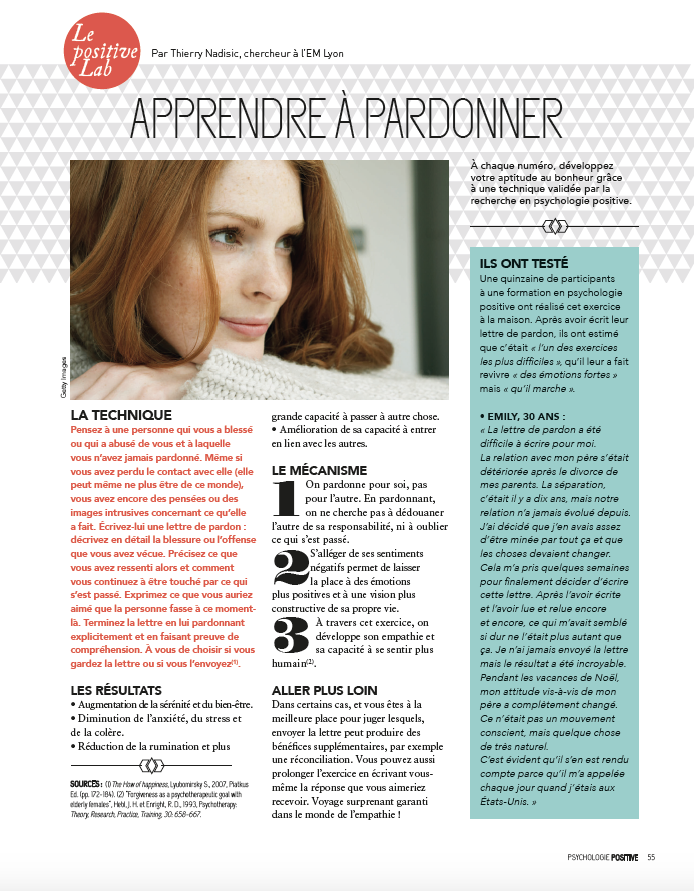 Le
positive
Lab
Par Thierry Nadisic, chercheur à l'EM Lyon
APPRENDRE À PARDONNER
À chaque numéro, développez
votre aptitude au bonheur grâce
à une technique validée par la
recherche en psychologie positive.
Getty Images
LA TECHNIQUE
Pensez à une personne qui vous a blessé
ou qui a abusé de vous et à laquelle
vous n'avez jamais pardonné. Même si
vous avez perdu le contact avec elle (elle
peut même ne plus être de ce monde),
vous avez encore des pensées ou des
images intrusives concernant ce qu'elle
a fait. Écrivez-lui une lettre de pardon :
décrivez en détail la blessure ou l'offense
que vous avez vécue. Précisez ce que
vous avez ressenti alors et comment
vous continuez à être touché par ce qui
s'est passé. Exprimez ce que vous auriez
aimé que la personne fasse à ce moment-
là. Terminez la lettre en lui pardonnant
explicitement et en faisant preuve de
compréhension. À vous de choisir si vous
gardez la lettre ou si vous l'envoyez(1).
LES RÉSULTATS
• Augmentation de la sérénité et du bien-être.
• Diminution de l'anxiété, du stress et
de la colère.
• Réduction de la rumination et plus
grande capacité à passer à autre chose.
• Amélioration de sa capacité à entrer
en lien avec les autres.
LE MÉCANISME
1 On pardonne pour soi, pas
pour l'autre. En pardonnant,
on ne cherche pas à dédouaner
l'autre de sa responsabilité, ni à oublier
ce qui s'est passé.
2 S'alléger de ses sentiments
négatifs permet de laisser
la place à des émotions
plus positives et à une vision plus
constructive de sa propre vie.
3 À travers cet exercice, on
développe son empathie et
sa capacité à se sentir plus
humain(2).
ALLER PLUS LOIN
Dans certains cas, et vous êtes à la
meilleure place pour juger lesquels,
envoyer la lettre peut produire des
bénéfices supplémentaires, par exemple
une réconciliation. Vous pouvez aussi
prolonger l'exercice en écrivant vous-
même la réponse que vous aimeriez
recevoir. Voyage surprenant garanti
dans le monde de l'empathie !
SOURCES : (1) The How of happiness, Lyubomirsky S., 2007, Piatkus
Ed. (pp. 172-184). (2) "Forgiveness as a psychotherapeutic goal with
elderly females", Hebl, J. H. et Enright, R. D., 1993, Psychotherapy:
Theory, Research, Practice, Training, 30: 658-667.
ILS ONT TESTÉ
Une quinzaine de participants
à une formation en psychologie
positive ont réalisé cet exercice
à la maison. Après avoir écrit leur
lettre de pardon, ils ont estimé
que c'était « l'un des exercices
les plus difficiles », qu'il leur a fait
revivre « des émotions fortes »
mais « qu'il marche ».
• EMILY, 30 ANS :
« La lettre de pardon a été
difficile à écrire pour moi.
La relation avec mon père s'était
détériorée après le divorce de
mes parents. La séparation,
c'était il y a dix ans, mais notre
relation n'a jamais évolué depuis.
J'ai décidé que j'en avais assez
d'être minée par tout ça et que
les choses devaient changer.
Cela m'a pris quelques semaines
pour finalement décider d'écrire
cette lettre. Après l'avoir écrite
et l'avoir lue et relue encore
et encore, ce qui m'avait semblé
si dur ne l'était plus autant que
ça. Je n'ai jamais envoyé la lettre
mais le résultat a été incroyable.
Pendant les vacances de Noël,
mon attitude vis-à-vis de mon
père a complètement changé.
Ce n'était pas un mouvement
conscient, mais quelque chose
de très naturel.
C'est évident qu'il s'en est rendu
compte parce qu'il m'a appelée
chaque jour quand j'étais aux
États-Unis. »
PSYCHOLOGIE POSITIVE 55